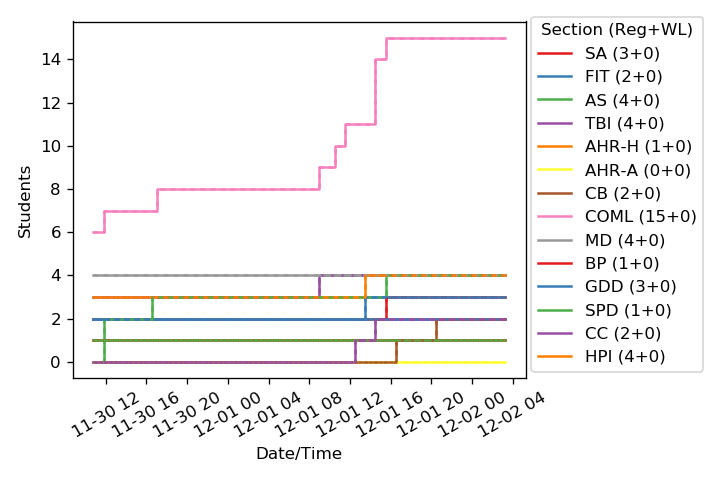 Section (Reg+WL)
SA (3+0)
FIT (2+0)
AS (4+0)
TBI (4+0)
AHR-H (1+0)
AHR-A (0+0)
CB (2+0)
COML (15+0)
MD (4+0)
BP (1+0)
GDD (3+0)
SPD (1+0)
CC (2+0)
HPI (4+0)
Students
14
12
10
8
6
4
2
0
11-30 12
11-30 16
11-30 20
12-01 00
12-01 04
12-01 08
12-01 12
12-01 16
12-01 20
12-02 00
12-02 04
Date/Time